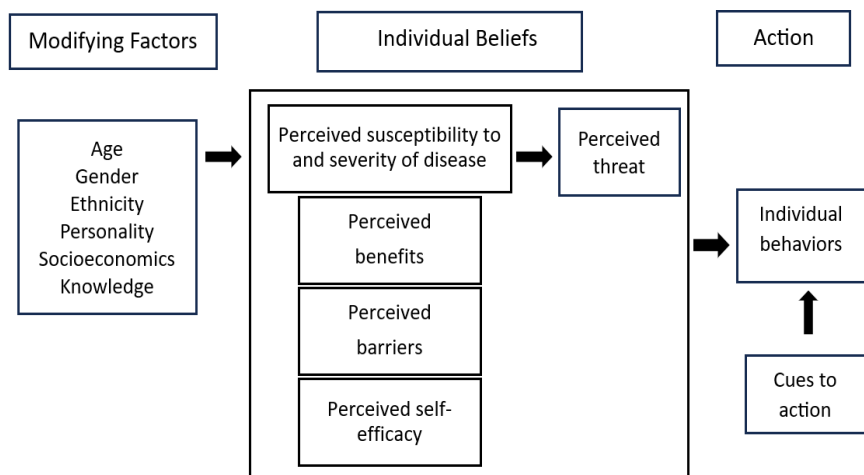 Modifying Factors
Individual Beliefs
Action
Age
Gender
Ethnicity
Personality
Socioeconomics
Knowledge
Perceived susceptibility to
and severity of disease
Perceived
threat
Perceived
benefits
Perceived
barriers
Perceived self-
efficacy
Individual
behaviors
Cues to
action